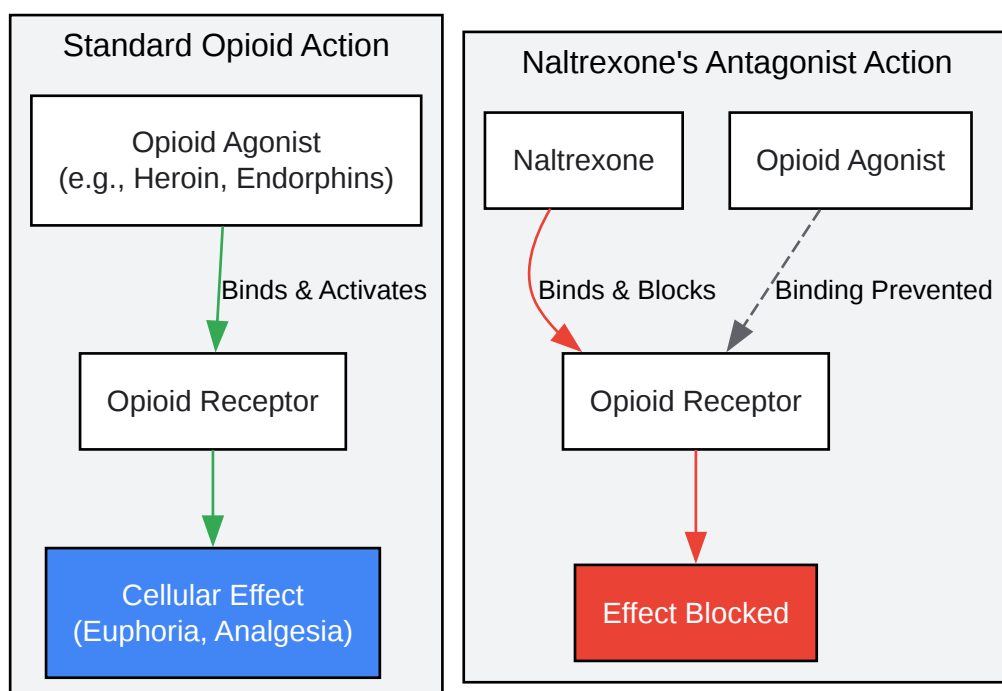 Standard Opioid Action
Opioid Agonist
(e.g., Heroin, Endorphins)
Binds & Activates
Opioid Receptor
Cellular Effect
(Euphoria, Analgesia)
Naltrexone's Antagonist Action
Naltrexone
Opioid Agonist
Binds & Blocks
Binding Prevented
Opioid Receptor
Effect Blocked